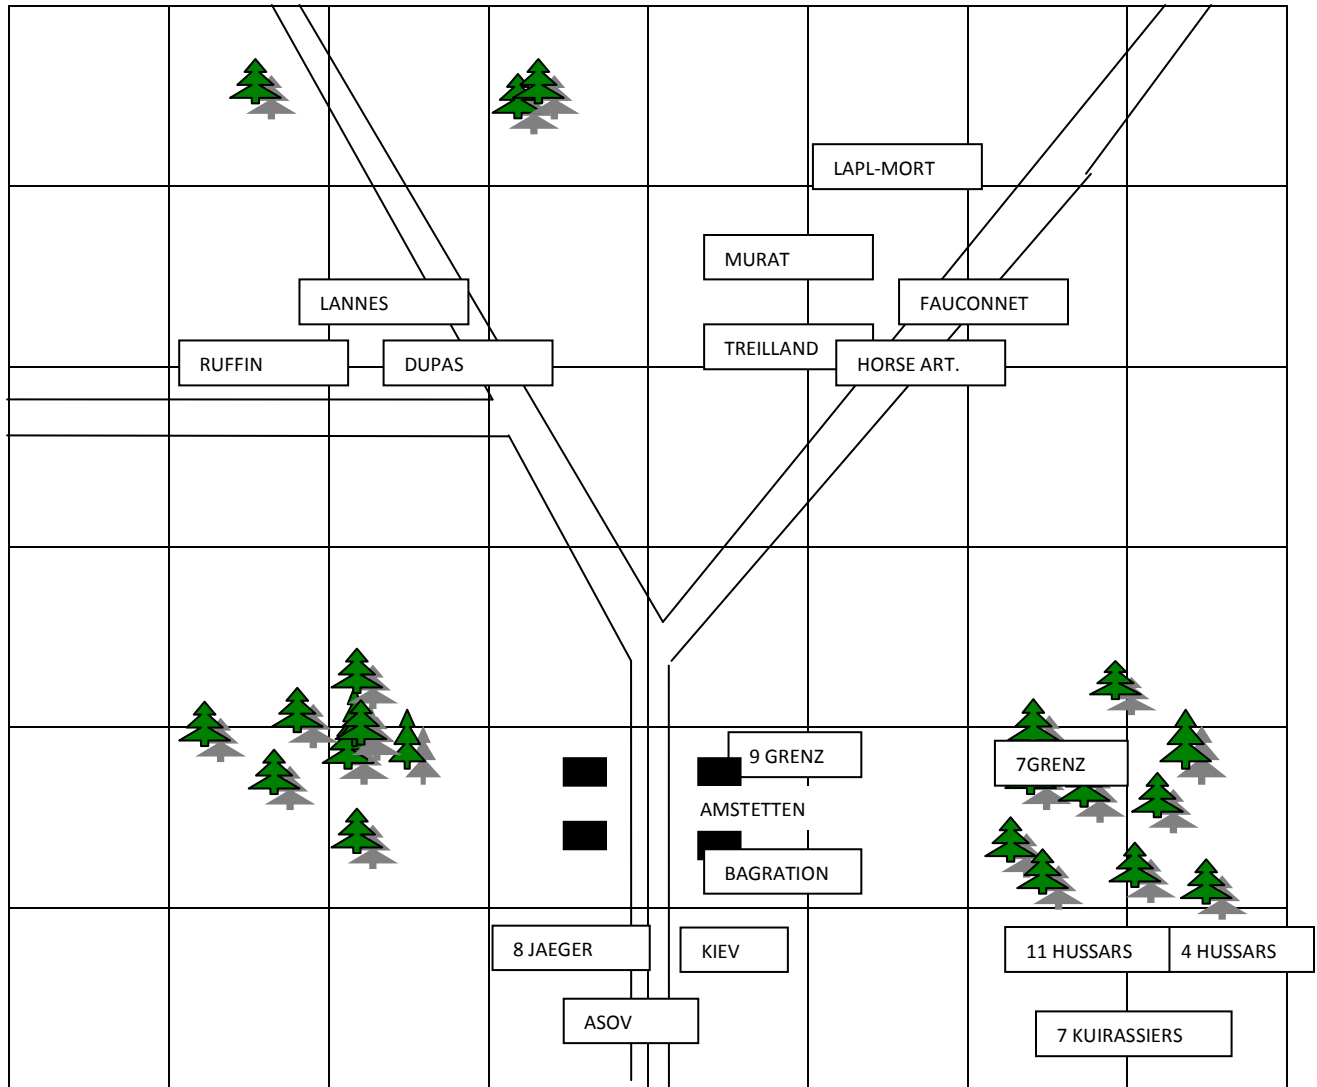 LAPL-MORT
MURAT
LANNES
FAUCONNET
RUFFIN
DUPAS
TREILLAND
HORSE ART.
9 GRENZ
7GRENZ
AMSTETTEN
BAGRATION
8 JAEGER
KIEV
11 HUSSARS
4 HUSSARS
ASOV
7 KUIRASSIERS